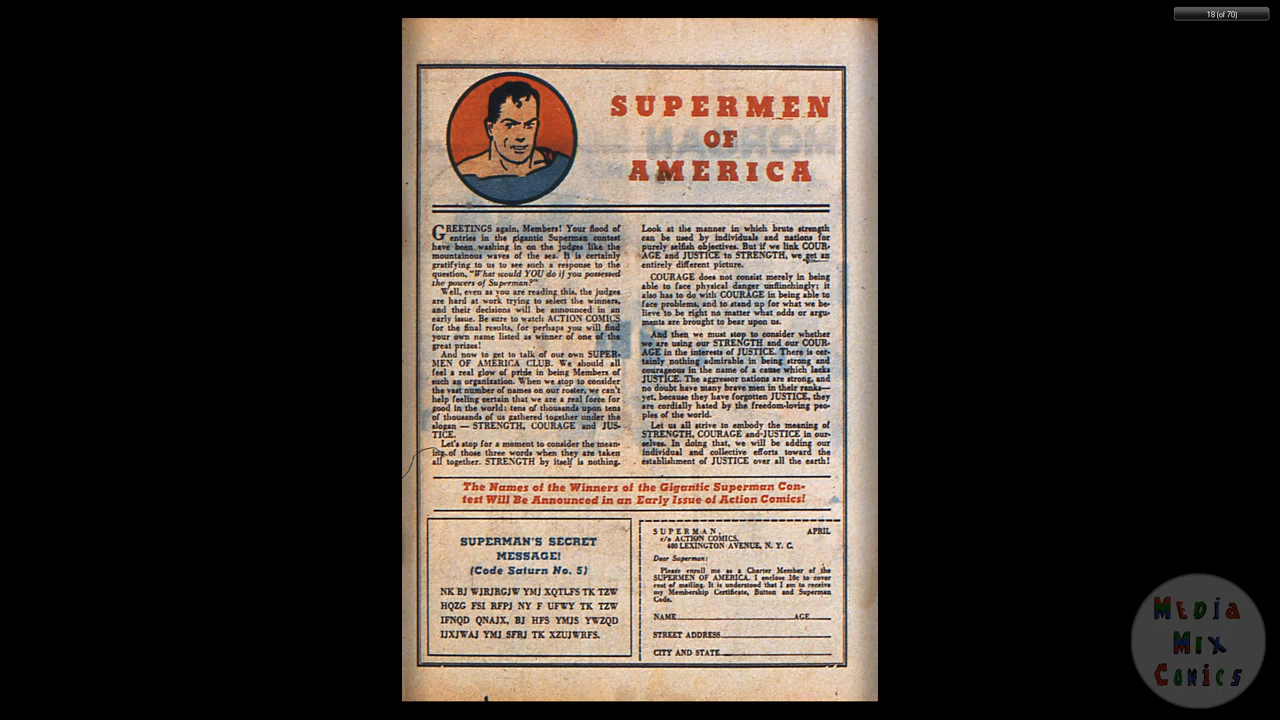 18 (of 70)
SUPERMEN
OF
AMERICA
GREETINGS again, Members! Your flood of
entries in the gigantic Superman contest
have been washing in on the judges like the
mountainous waves of the sea. It is certainly
gratifying to us to see such a response to the
question, "What would YOU do if you possessed
the powers of Superman?"
Well, even as you are reading this, the judges
are hard at work trying to select the winners,
and their decisions will be announced in an
early issue. Be sure to watch ACTION COMICS
for the final results, for perhaps you will find
your own name listed as winner of one of the
great prizes!
And now to get to talk of our own SUPER-
MEN OF AMERICA CLUB. We should all
feel a real glow of pride in being Members of
such an organization. When we stop to consider
the vast number of names on our roster, we can't
help feeling certain that we are a real force for
good in the world: tens of thousands upon tens
of thousands of us gathered together under the
slogan — STRENGTH, COURAGE and JUS-
TICE.
Let's stop for a moment to consider the mean-
ing of those three words when they are taken
all together. STRENGTH by itself is nothing.
Look at the manner in which brute strength
can be used by individuals and nations for
purely selfish objectives. But if we link COUR-
AGE and JUSTICE to STRENGTH, we get an
entirely different picture.
COURAGE does not consist merely in being
able to face physical danger unflinchingly; it
also has to do with COURAGE in being able to
face problems, and to stand up for what we be-
lieve to be right no matter what odds or argu-
ments are brought to bear upon us.
And then we must stop to consider whether
we are using our STRENGTH and our COUR-
AGE in the interests of JUSTICE. There is cer-
tainly nothing admirable in being strong and
courageous in the name of a cause which lacks
JUSTICE. The aggressor nations are strong, and
no doubt have many brave men in their ranks—
yet, because they have forgotten JUSTICE, they
are cordially hated by the freedom-loving peo-
ples of the world.
Let us all strive to embody the meaning of
STRENGTH, COURAGE and JUSTICE in our-
selves. In doing that, we will be adding our
individual and collective efforts toward the
establishment of JUSTICE over all the earth!
The Names of the Winners of the Gigantic Superman Con-
test Will Be Announced in an Early Issue of Action Comics!
SUPERMAN'S SECRET
MESSAGE!
(Code Saturn No. 5)
NK BJ WJRJRGJW YMJ XQTLFS TK TZW
HQZG FSI RFPJ NY F UFWY TK TZW
IFNQD QNAJX, BJ HFS YMJS YWZQD
IJXJWAJ YMJ SFRJ TK XZUJWRFS.
SUPERMAN, APRIL
c/o ACTION COMICS,
480 LEXINGTON AVENUE, N. Y. C.
Dear Superman:
Please enroll me as a Charter Member of the
SUPERMEN OF AMERICA. I enclose 10c to cover
cost of mailing. It is understood that I am to receive
my Membership Certificate, Button and Superman
Code.
NAME AGE
STREET ADDRESS
CITY AND STATE
MEDiA
MiX
COMiCS